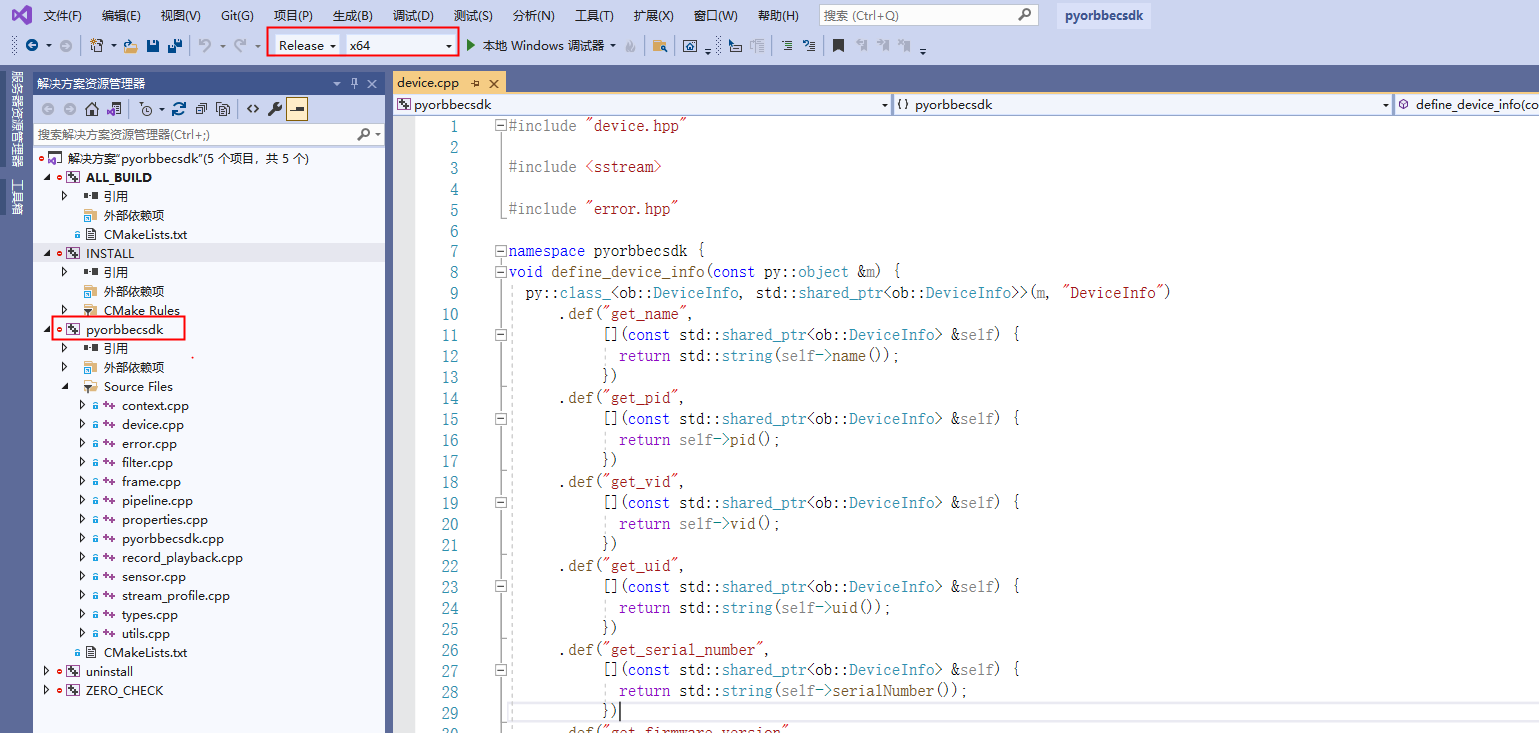 文件(F) 编辑(E) 视图(V) Git(G) 项目(P) 生成(B) 调试(D) 测试(S) 分析(N) 工具(T) 扩展(X) 窗口(W) 帮助(H) 搜索 (Ctrl+Q) pyorbbecsdk
Release x64 本地 Windows 调试器
服务器资源管理器
工具箱
解决方案资源管理器
搜索解决方案资源管理器(Ctrl+;)
解决方案"pyorbbecsdk"(5 个项目，共 5 个)
ALL_BUILD
引用
外部依赖项
CMakeLists.txt
INSTALL
引用
外部依赖项
CMake Rules
pyorbbecsdk
引用
外部依赖项
Source Files
context.cpp
device.cpp
error.cpp
filter.cpp
frame.cpp
pipeline.cpp
properties.cpp
pyorbbecsdk.cpp
record_playback.cpp
sensor.cpp
stream_profile.cpp
types.cpp
utils.cpp
CMakeLists.txt
uninstall
ZERO_CHECK
device.cpp
pyorbbecsdk {} pyorbbecsdk define_device_info(co
1 #include "device.hpp"
2
3 #include <sstream>
4
5 #include "error.hpp"
6
7 namespace pyorbbecsdk {
8 void define_device_info(const py::object &m) {
9 py::class_<ob::DeviceInfo, std::shared_ptr<ob::DeviceInfo>>(m, "DeviceInfo")
10 .def("get_name",
11 [](const std::shared_ptr<ob::DeviceInfo> &self) {
12 return std::string(self->name());
13 })
14 .def("get_pid",
15 [](const std::shared_ptr<ob::DeviceInfo> &self) {
16 return self->pid();
17 })
18 .def("get_vid",
19 [](const std::shared_ptr<ob::DeviceInfo> &self) {
20 return self->vid();
21 })
22 .def("get_uid",
23 [](const std::shared_ptr<ob::DeviceInfo> &self) {
24 return std::string(self->uid());
25 })
26 .def("get_serial_number",
27 [](const std::shared_ptr<ob::DeviceInfo> &self) {
28 return std::string(self->serialNumber());
29 })
30 .def("get_firmware_version",